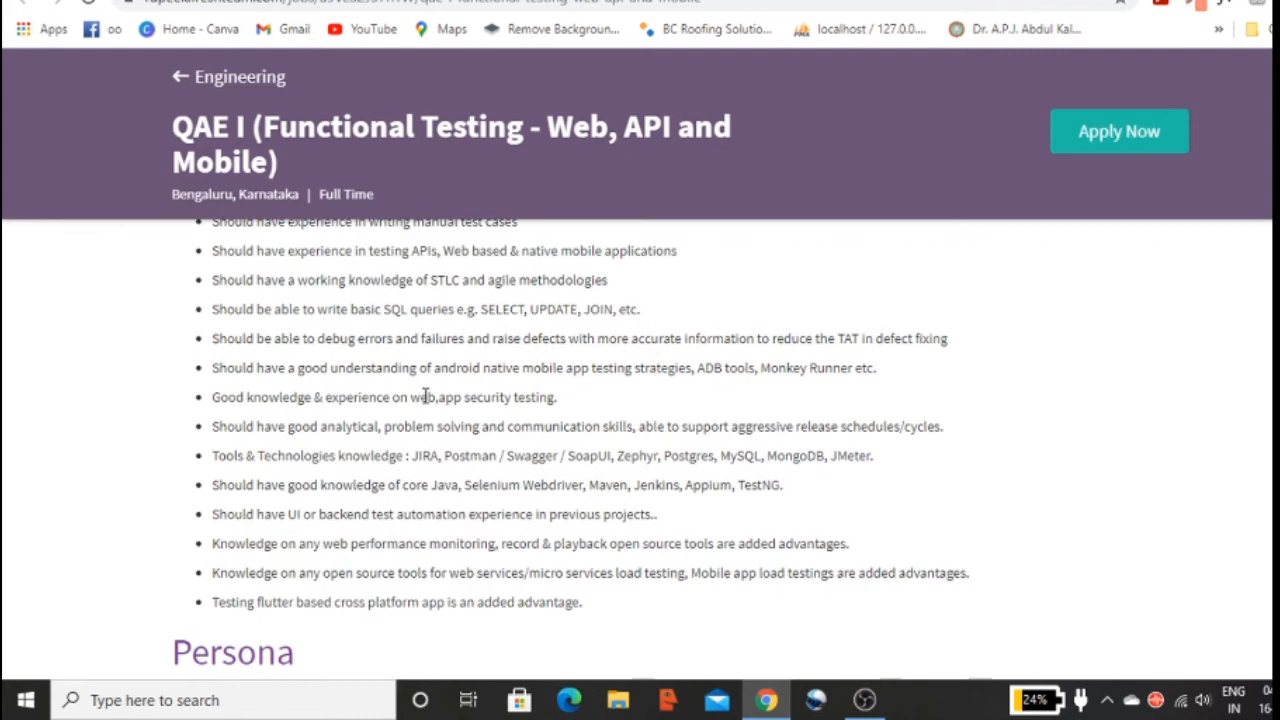 Apps
oo
Home - Canva
Gmail
YouTube
Maps
Remove Backgroun...
BC Roofing Solutio...
localhost / 127.0.0....
Dr. A.P.J. Abdul Kal...
»
← Engineering
QAE I (Functional Testing - Web, API and
Mobile)
Apply Now
Bengaluru, Karnataka | Full Time
Should have experience in writing manual test cases
• Should have experience in testing APIs, Web based & native mobile applications
• Should have a working knowledge of STLC and agile methodologies
• Should be able to write basic SQL queries e.g. SELECT, UPDATE, JOIN, etc.
• Should be able to debug errors and failures and raise defects with more accurate information to reduce the TAT in defect fixing
• Should have a good understanding of android native mobile app testing strategies, ADB tools, Monkey Runner etc.
• Good knowledge & experience on web,app security testing.
• Should have good analytical, problem solving and communication skills, able to support aggressive release schedules/cycles.
• Tools & Technologies knowledge : JIRA, Postman / Swagger / SoapUI, Zephyr, Postgres, MySQL, MongoDB, JMeter.
• Should have good knowledge of core Java, Selenium Webdriver, Maven, Jenkins, Appium, TestNG.
• Should have UI or backend test automation experience in previous projects..
• Knowledge on any web performance monitoring, record & playback open source tools are added advantages.
• Knowledge on any open source tools for web services/micro services load testing, Mobile app load testings are added advantages.
• Testing flutter based cross platform app is an added advantage.
Persona
Type here to search
24%
ENG
IN
16-